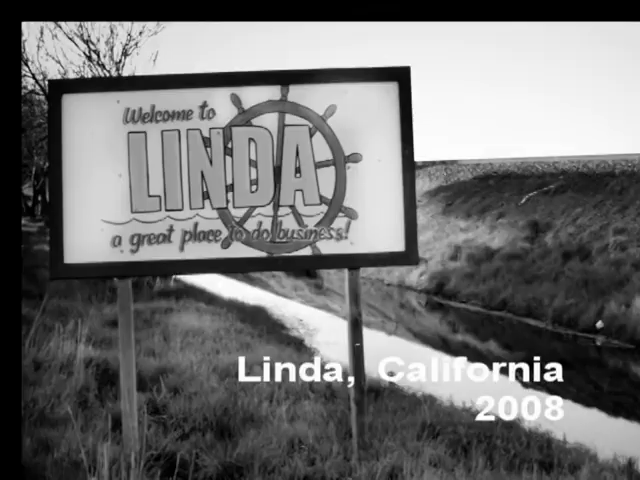 Welcome to
LINDA
a great place to do business!
Linda, California
2008